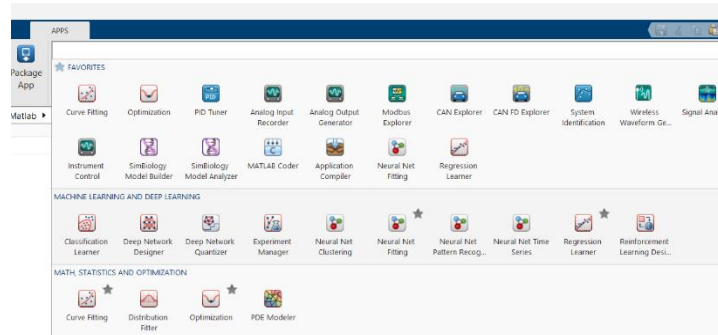 APPS
Package
App
Matlab
FAVORITES
Curve Fitting
Optimization
PID Tuner
Analog Input
Recorder
Analog Output
Generator
Modbus
Explorer
CAN Explorer
CAN FD Explorer
System
Identification
Wireless
Waveform Ge...
Signal Ana
Instrument
Control
SimBiology
Model Builder
SimBiology
Model Analyzer
MATLAB Coder
Application
Compiler
Neural Net
Fitting
Regression
Learner
MACHINE LEARNING AND DEEP LEARNING
Classification
Learner
Deep Network
Designer
Deep Network
Quantizer
Experiment
Manager
Neural Net
Clustering
Neural Net
Fitting
Neural Net
Pattern Recog...
Neural Net Time
Series
Regression
Learner
Reinforcement
Learning Desi...
MATH, STATISTICS AND OPTIMIZATION
Curve Fitting
Distribution
Fitter
Optimization
PDE Modeler